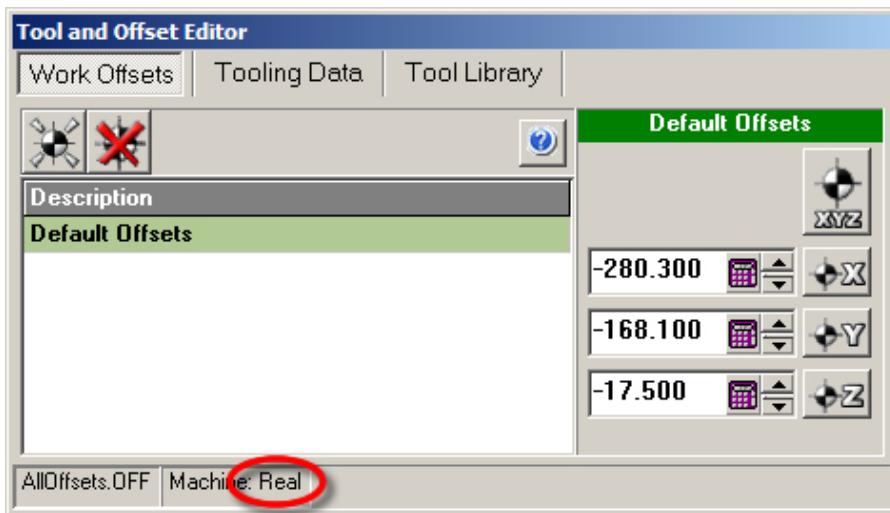 Tool and Offset Editor
Work Offsets Tooling Data Tool Library
Default Offsets
Description
Default Offsets
XYZ
-280.300 X
-168.100 Y
-17.500 Z
AllOffsets.OFF Machine: Real